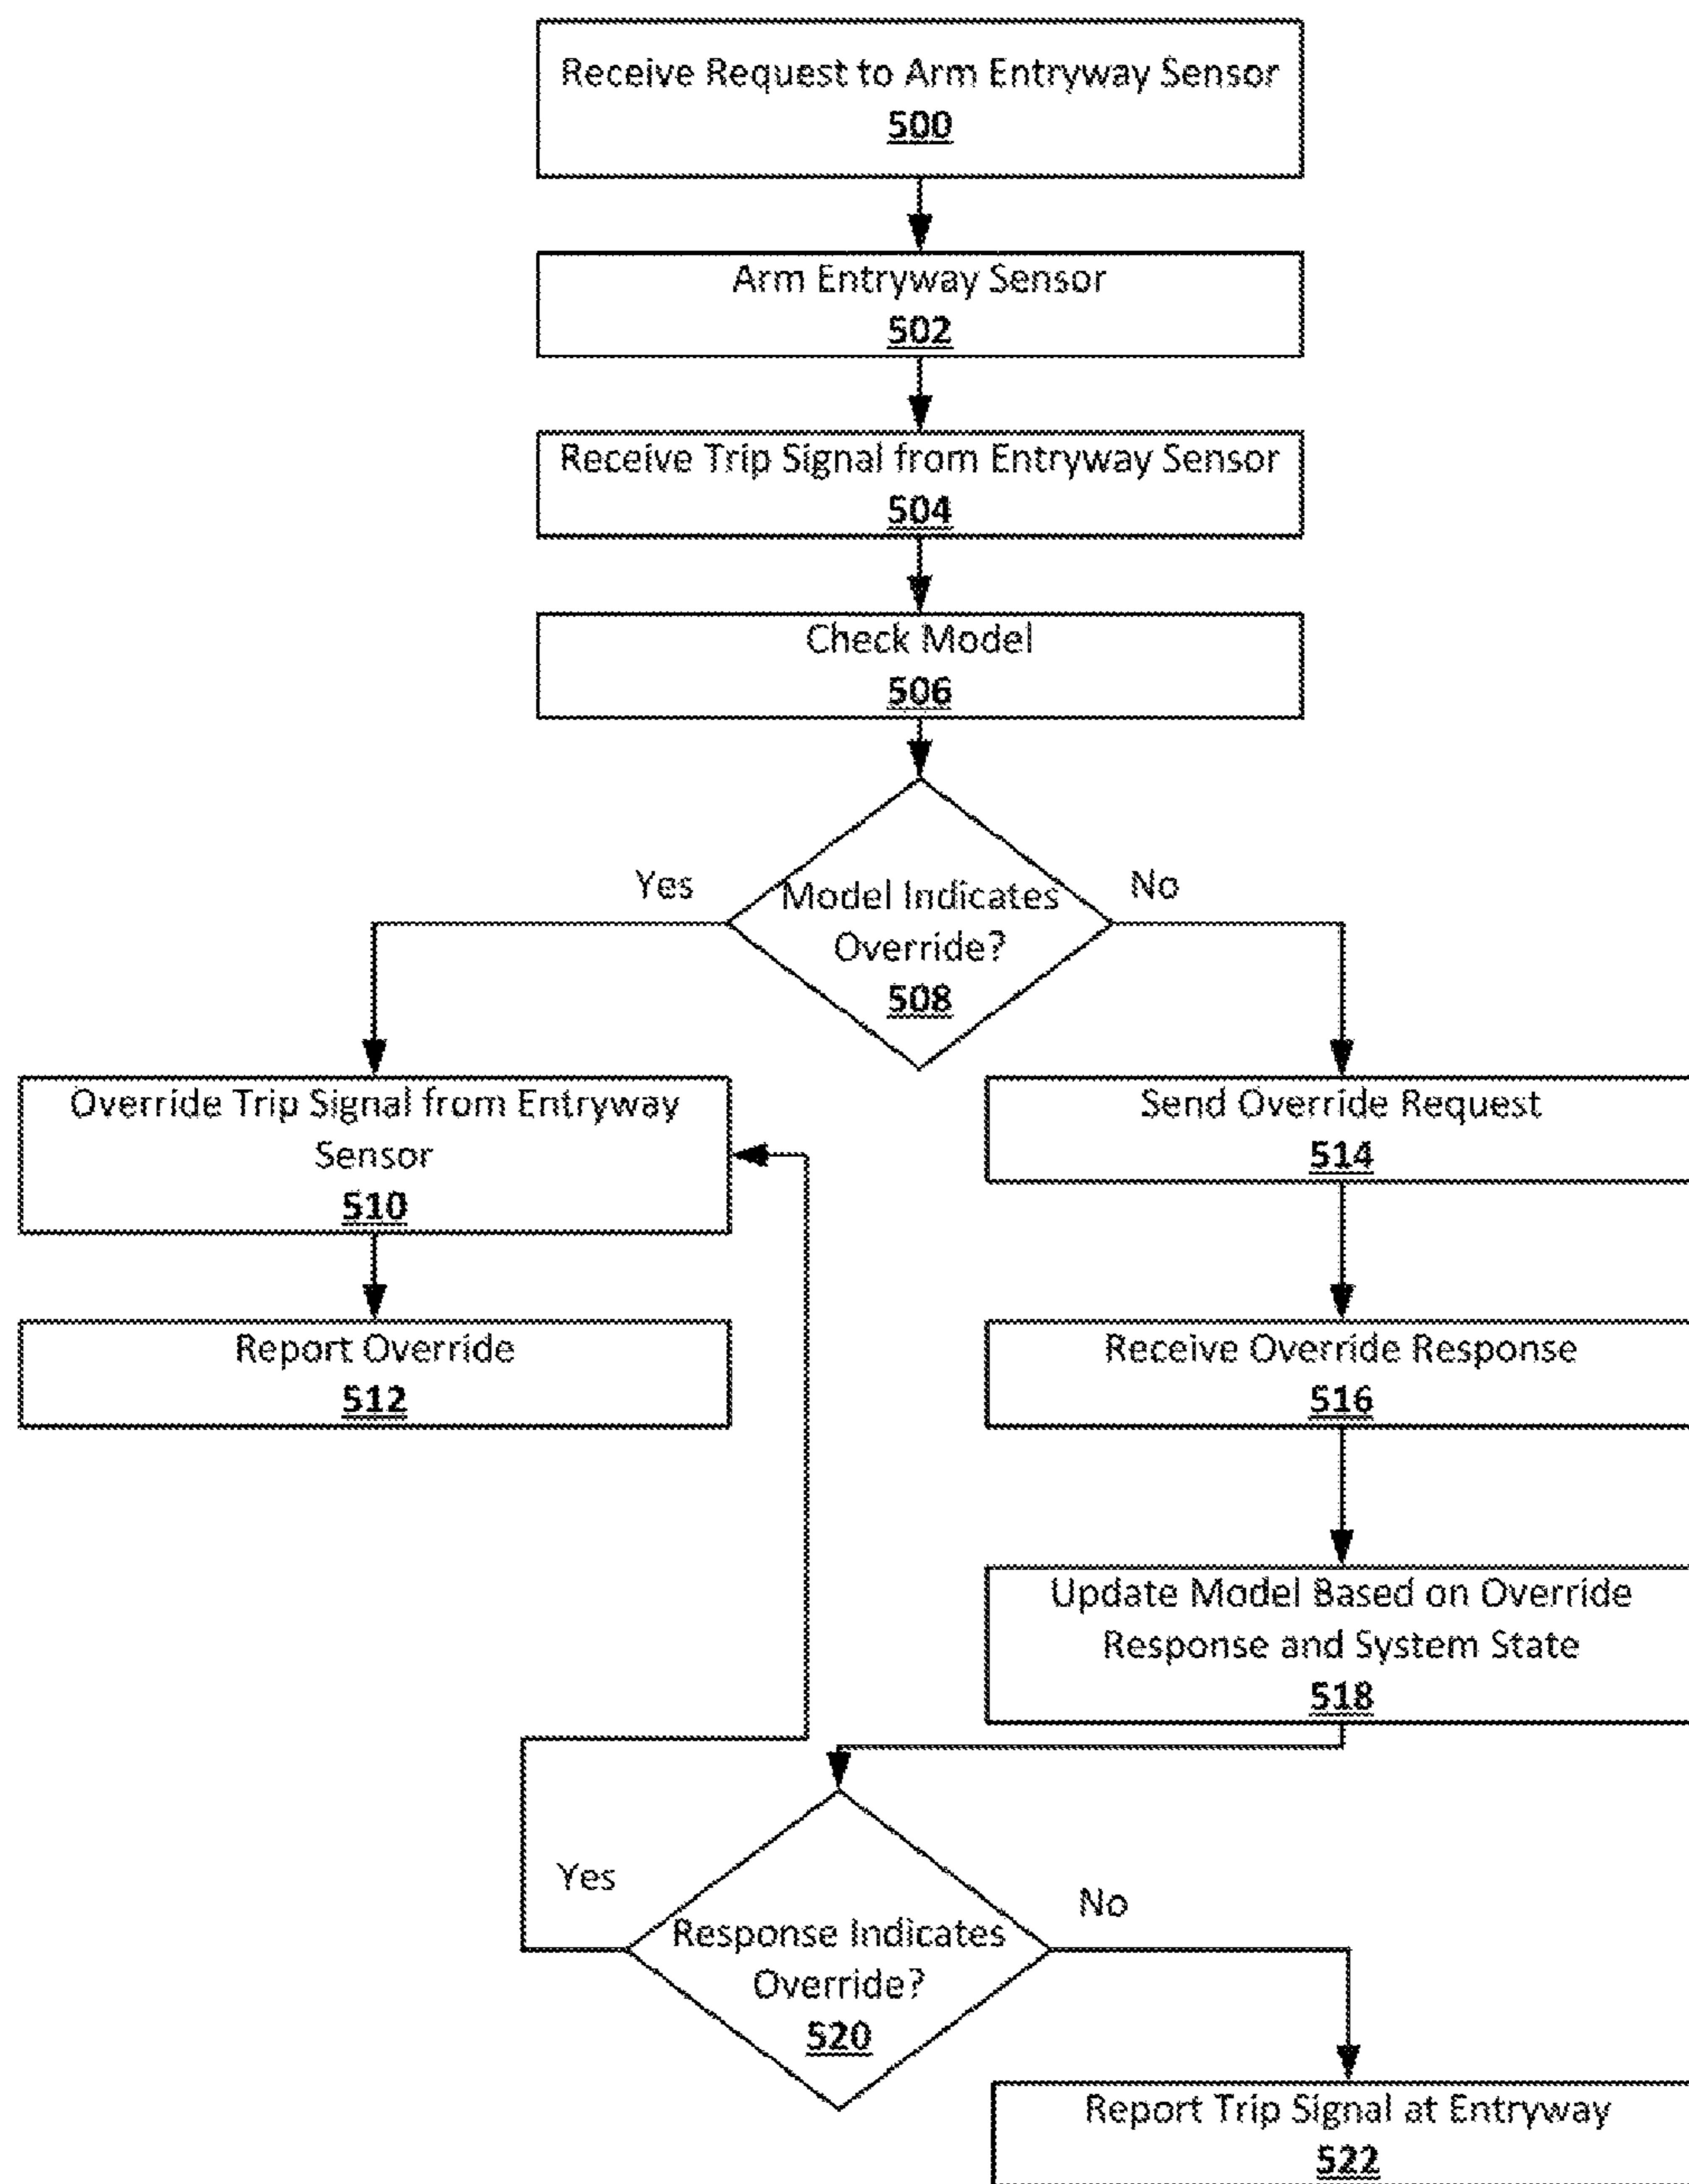 Receive Request to Arm Entryway Sensor
500
Arm Entryway Sensor
502
Receive Trip Signal from Entryway Sensor
504
Check Model
506
Yes
No
Model Indicates
Override?
508
Override Trip Signal from Entryway
Sensor
510
Send Override Request
514
Report Override
512
Receive Override Response
516
Update Model Based on Override
Response and System State
518
Yes
No
Response Indicates
Override?
520
Report Trip Signal at Entryway
522